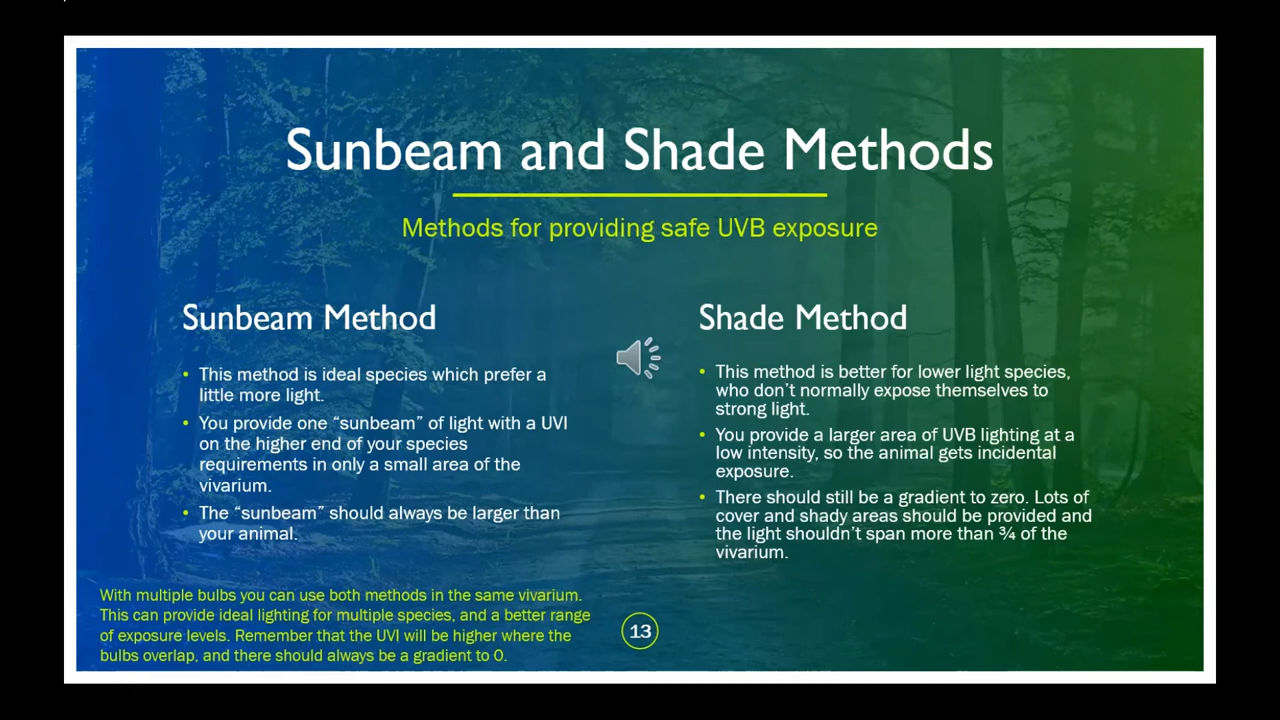 Sunbeam and Shade Methods
Methods for providing safe UVB exposure
Sunbeam Method
• This method is ideal species which prefer a
little more light.
• You provide one “sunbeam” of light with a UVI
on the higher end of your species
requirements in only a small area of the
vivarium.
• The “sunbeam” should always be larger than
your animal.
Shade Method
• This method is better for lower light species,
who don’t normally expose themselves to
strong light.
• You provide a larger area of UVB lighting at a
low intensity, so the animal gets incidental
exposure.
• There should still be a gradient to zero. Lots of
cover and shady areas should be provided and
the light shouldn’t span more than ¾ of the
vivarium.
With multiple bulbs you can use both methods in the same vivarium.
This can provide ideal lighting for multiple species, and a better range
of exposure levels. Remember that the UVI will be higher where the
bulbs overlap, and there should always be a gradient to 0.
13